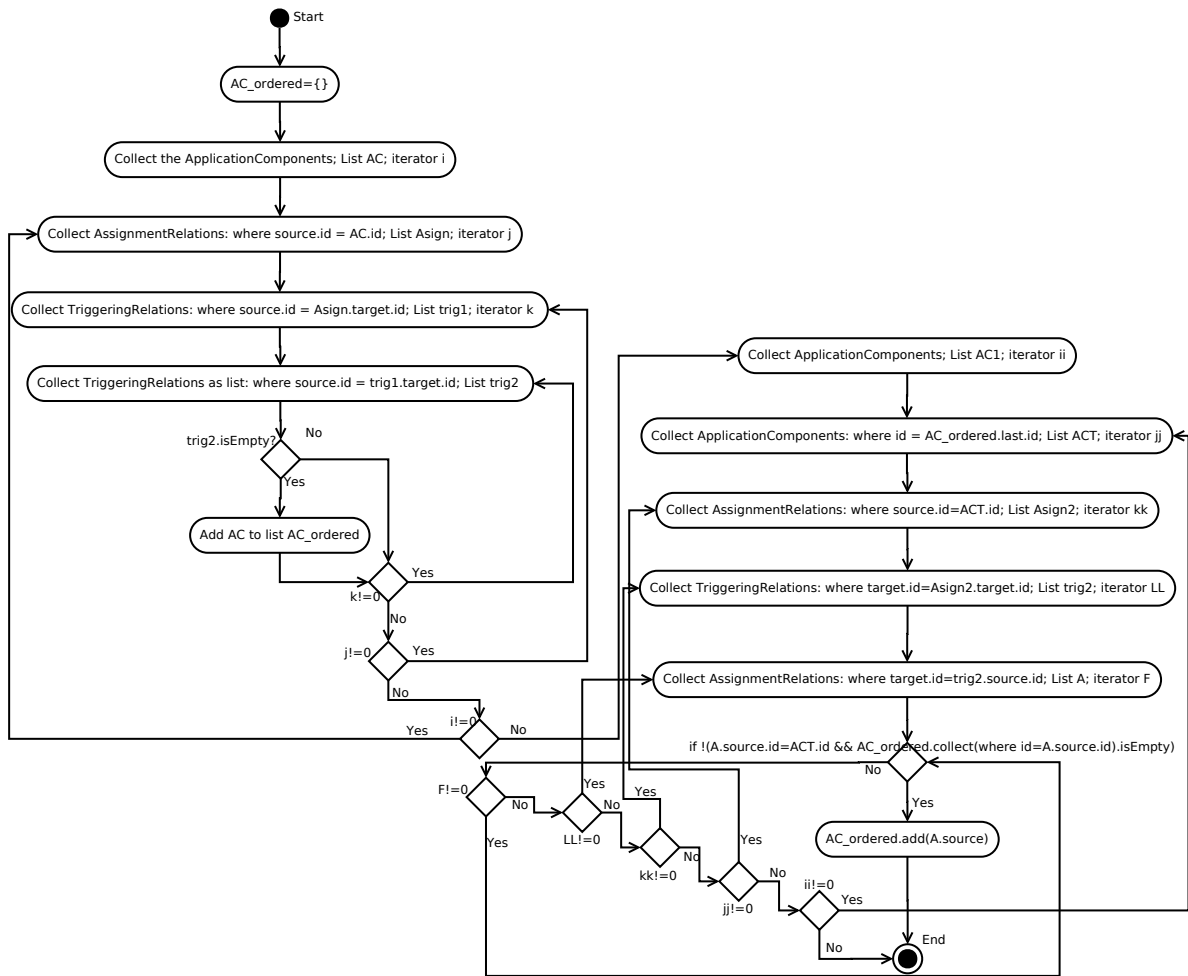 Start
AC_ordered={}
Collect the ApplicationComponents; List AC; iterator i
Collect AssignmentRelations: where source.id = AC.id; List Asign; iterator j
Collect TriggeringRelations: where source.id = Asign.target.id; List trig1; iterator k
Collect TriggeringRelations as list: where source.id = trig1.target.id; List trig2
trig2.isEmpty?
No
Yes
Add AC to list AC_ordered
k!=0
Yes
No
j!=0
Yes
No
i!=0
Yes
No
Collect ApplicationComponents; List AC1; iterator ii
Collect ApplicationComponents: where id = AC_ordered.last.id; List ACT; iterator jj
Collect AssignmentRelations: where source.id=ACT.id; List Asign2; iterator kk
Collect TriggeringRelations: where target.id=Asign2.target.id; List trig2; iterator LL
Collect AssignmentRelations: where target.id=trig2.source.id; List A; iterator F
if !(A.source.id=ACT.id && AC_ordered.collect(where id=A.source.id).isEmpty)
No
Yes
AC_ordered.add(A.source)
F!=0
No
Yes
LL!=0
Yes
No
kk!=0
Yes
No
jj!=0
Yes
No
ii!=0
Yes
No
End